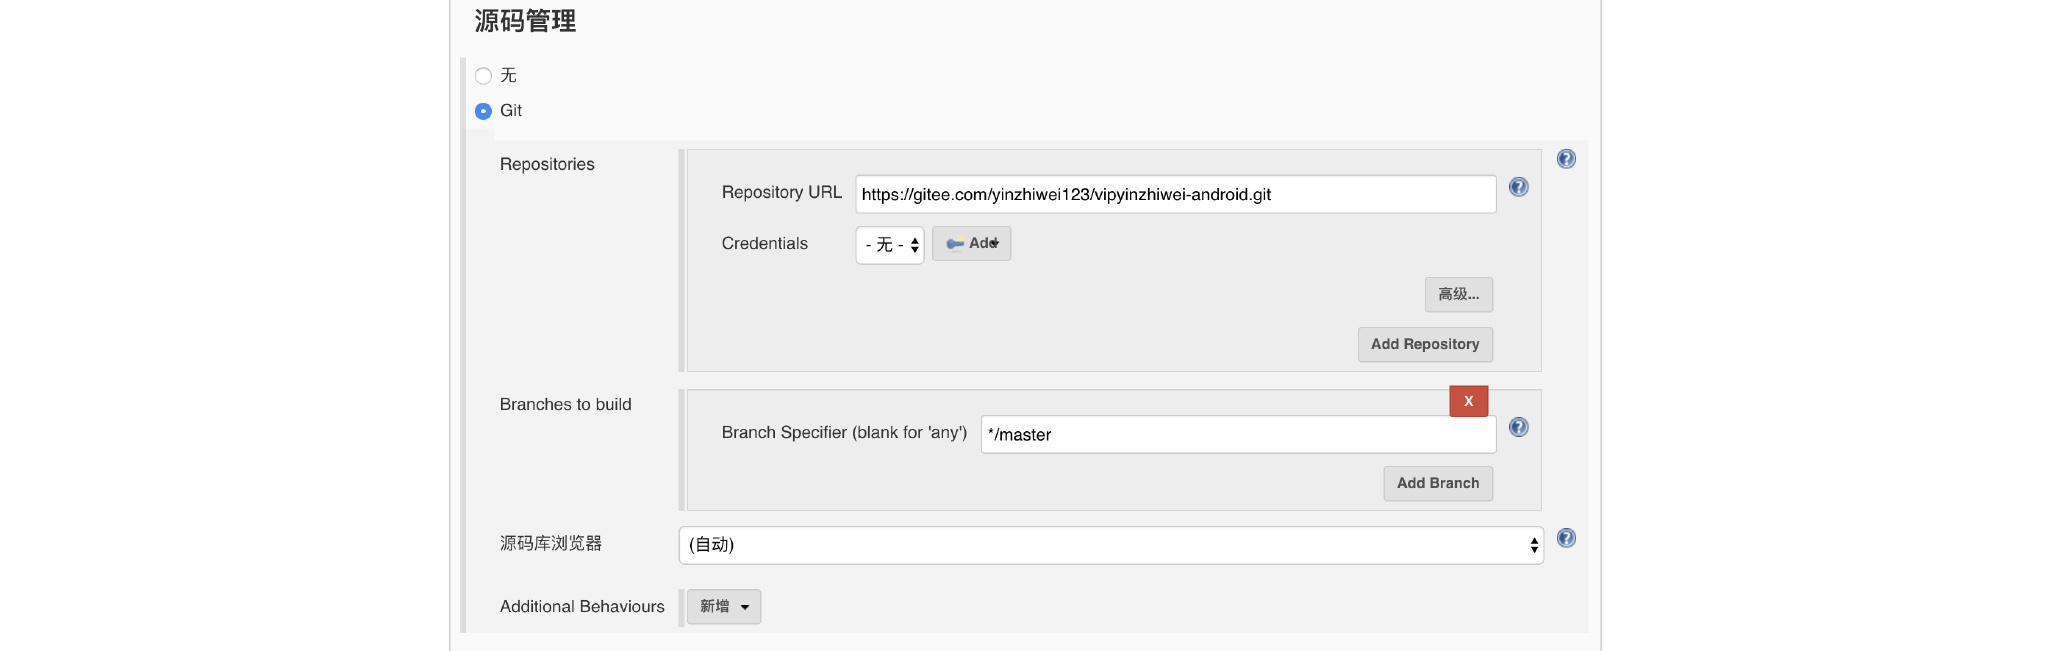 源码管理
无
Git
Repositories
Repository URL https://gitee.com/yinzhiwei123/vipyinzhiwei-android.git
Credentials - 无 - Add
高级...
Add Repository
Branches to build
X
Branch Specifier (blank for 'any') */master
Add Branch
源码库浏览器 (自动)
Additional Behaviours 新增